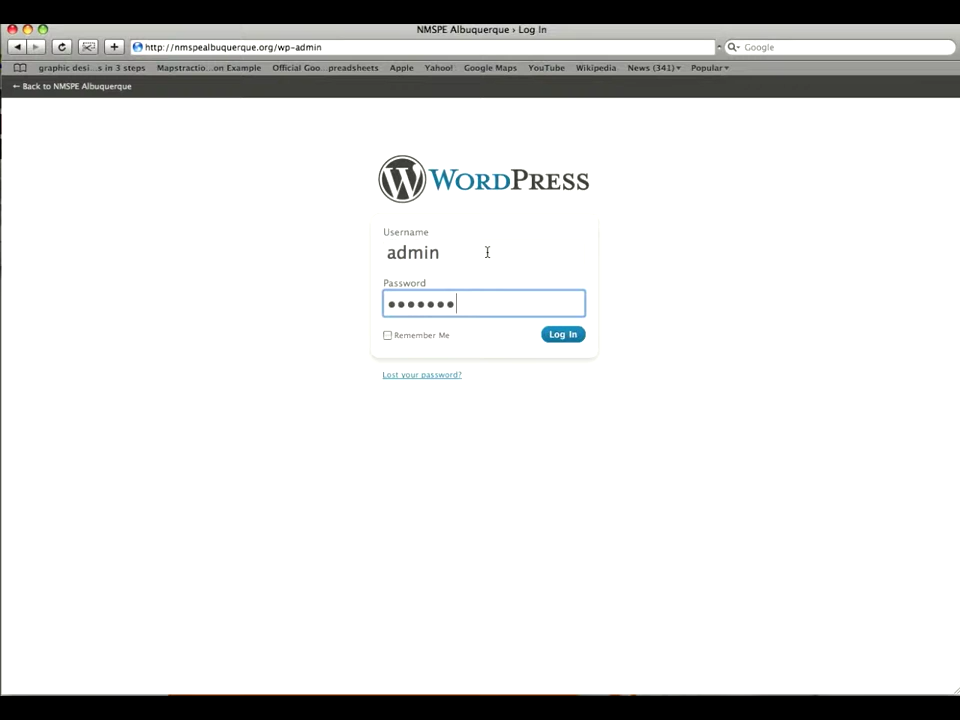 NMSPE Albuquerque › Log In
http://nmspealbuquerque.org/wp-admin
Google
graphic desi...s in 3 steps Mapstractio...on Example Official Goo...preadsheets Apple Yahoo! Google Maps YouTube Wikipedia News (341) Popular
← Back to NMSPE Albuquerque
WORDPRESS
Username
admin
Password
•••••••
Remember Me
Log In
Lost your password?